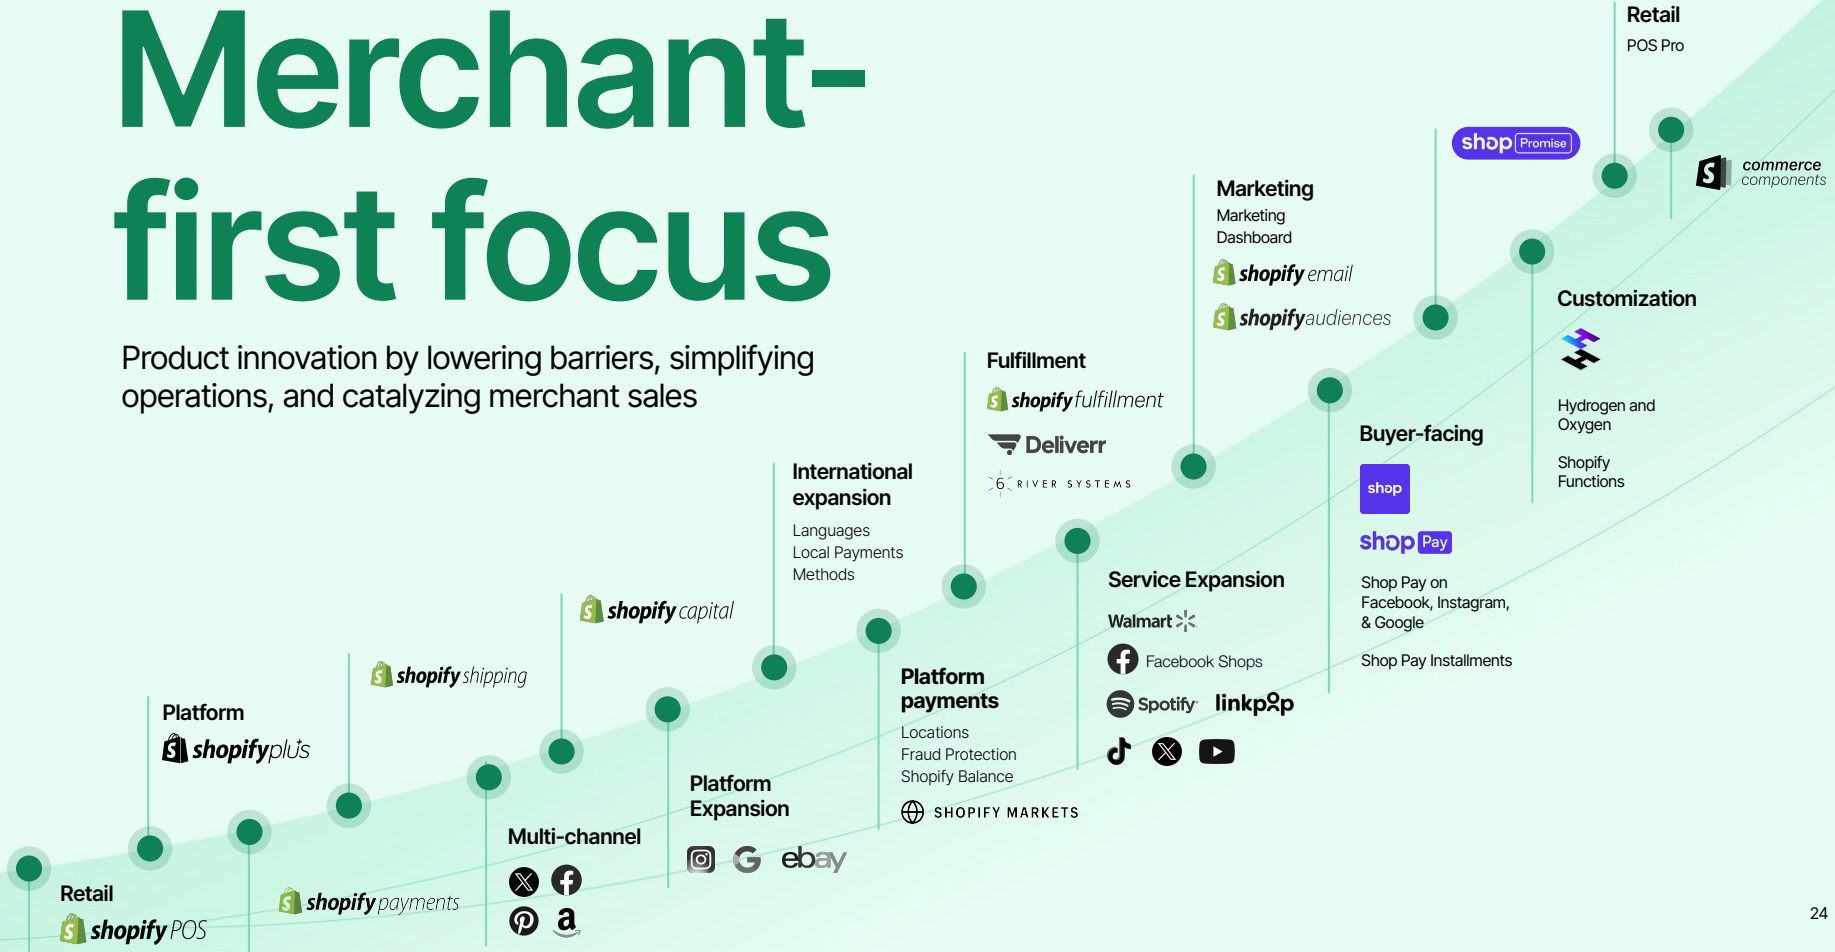 Merchant-
first focus
Product innovation by lowering barriers, simplifying
operations, and catalyzing merchant sales
Retail
shopify POS
Platform
shopifyplus
shopify payments
shopify shipping
Multi-channel
a
shopify capital
Platform
Expansion
G
ebay
International
expansion
Languages
Local Payments
Methods
Platform
payments
Locations
Fraud Protection
Shopify Balance
SHOPIFY MARKETS
Fulfillment
shopify fulfillment
Deliverr
6 RIVER SYSTEMS
Service Expansion
Walmart
Facebook Shops
Spotify
linkpop
Marketing
Marketing
Dashboard
shopify email
shopifyaudiences
Buyer-facing
shop
shop Pay
Shop Pay on
Facebook, Instagram,
& Google
Shop Pay Installments
shop Promise
Customization
Hydrogen and
Oxygen
Shopify
Functions
Retail
POS Pro
commerce
components
24